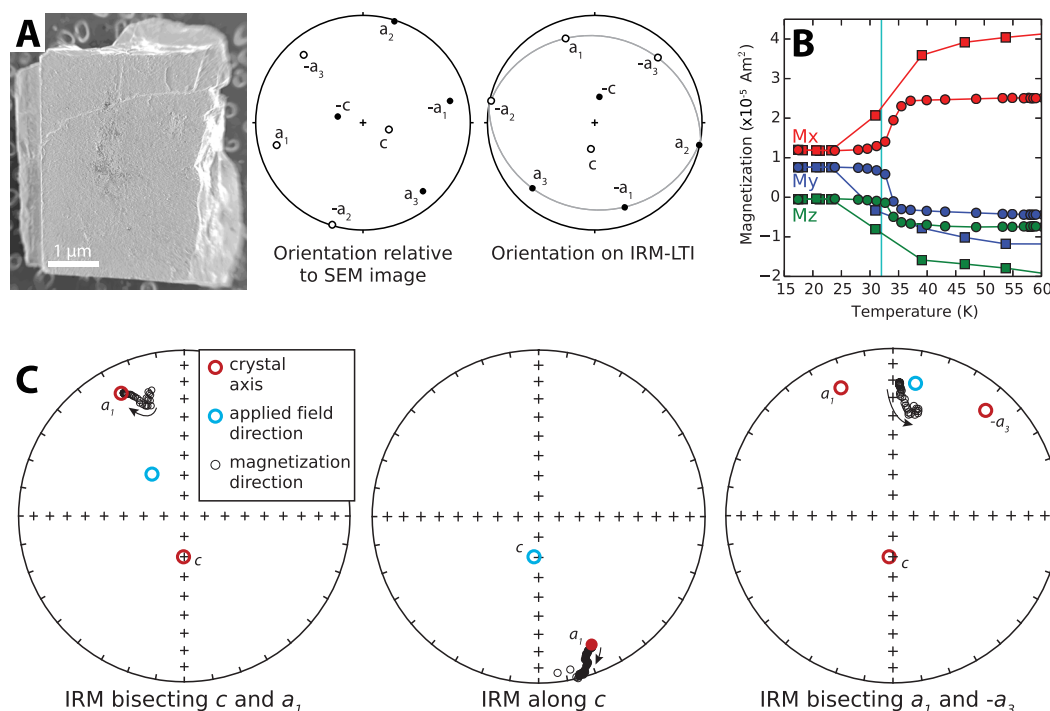 A
1 μm
a2
-a3
-a1
-c
c
a1
a3
-a2
Orientation relative
to SEM image
a1
-a3
-c
-a2
a2
c
a3
-a1
Orientation on IRM-LTI
B
Magnetization (x10⁻⁵ Am²)
4
3
2
1
0
−1
−2
Mx
My
Mz
15 20 25 30 35 40 45 50 55 60
Temperature (K)
C
a1
c
crystal
axis
applied field
direction
magnetization
direction
IRM bisecting c and a1
c
a1
IRM along c
a1
-a3
c
IRM bisecting a1 and -a3